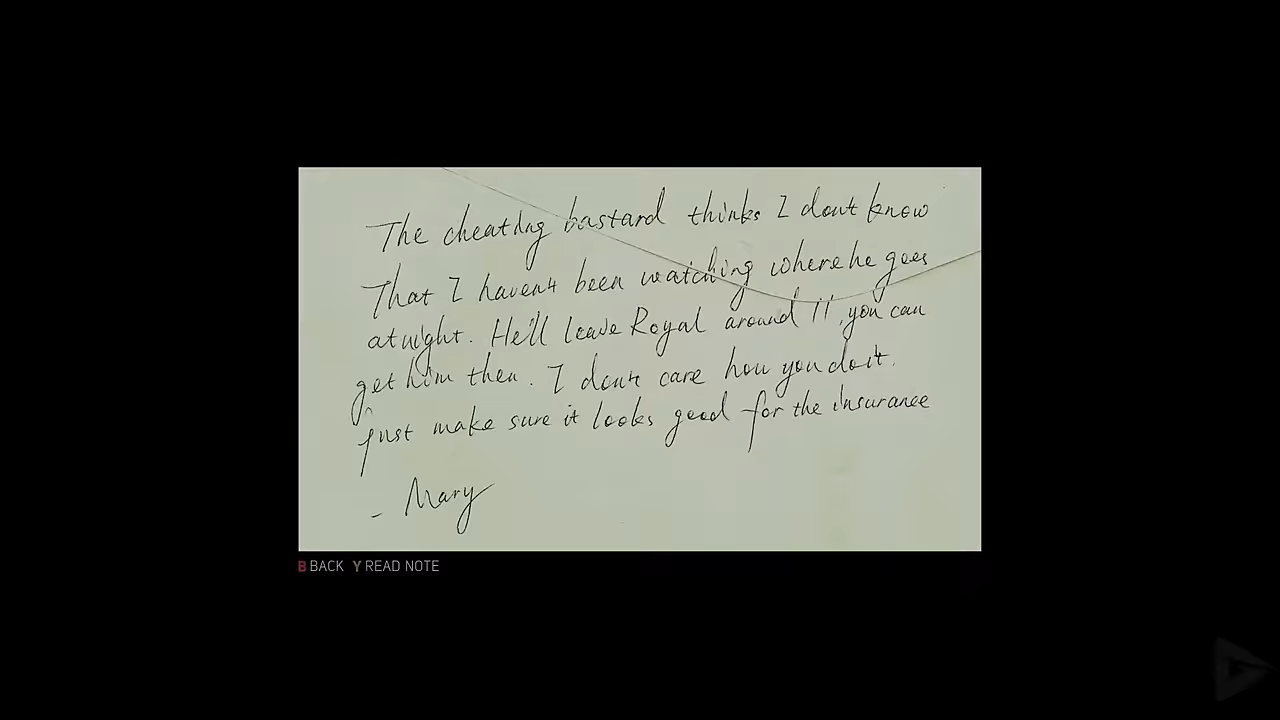 The cheating bastard thinks I don't know
That I haven't been watching where he goes
at night. He'll leave Royal around 11, you can
get him then. I don't care how you do it.
just make sure it looks good for the insurance
- Mary
B BACK Y READ NOTE